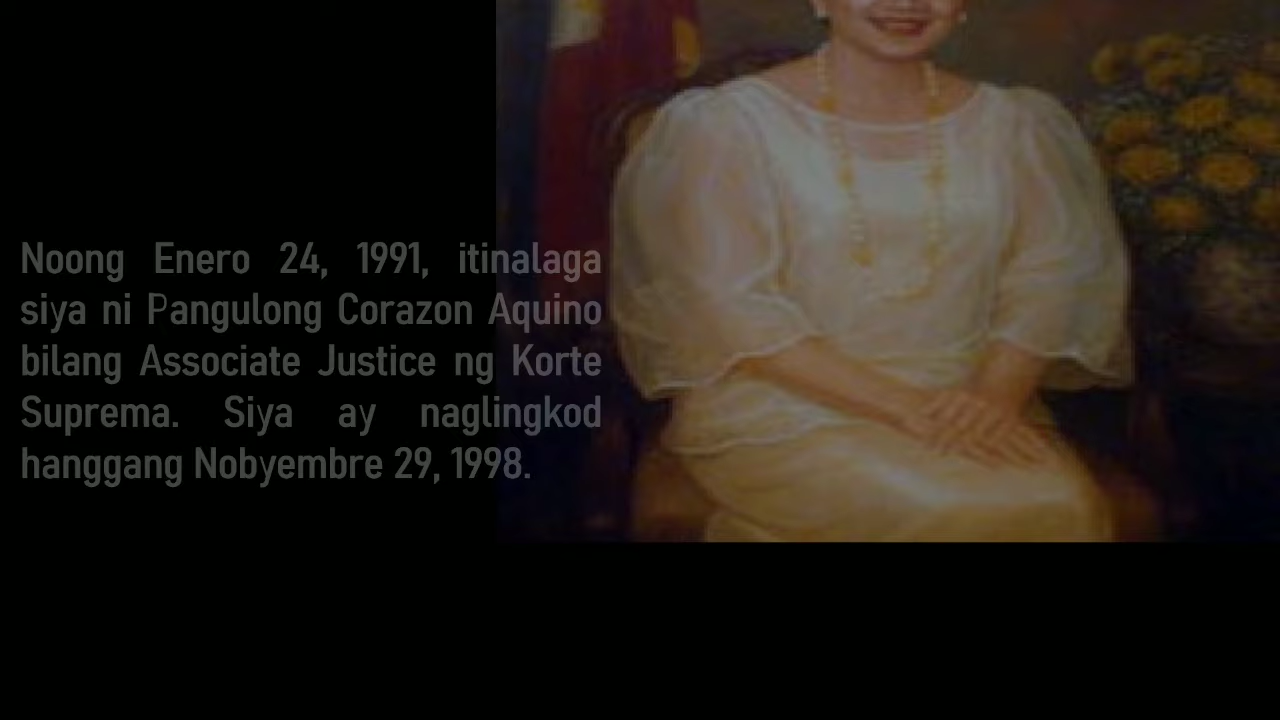 Noong Enero 24, 1991, itinalaga
siya ni Pangulong Corazon Aquino
bilang Associate Justice ng Korte
Suprema. Siya ay naglingkod
hanggang Nobyembre 29, 1998.